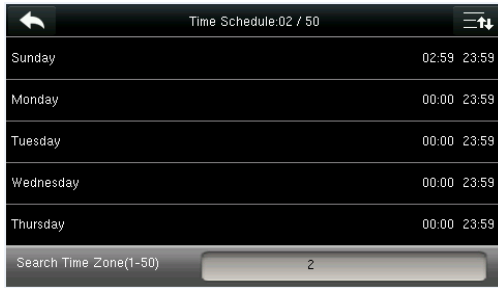 Time Schedule:02 / 50
Sunday 02:59 23:59
Monday 00:00 23:59
Tuesday 00:00 23:59
Wednesday 00:00 23:59
Thursday 00:00 23:59
Search Time Zone(1-50) 2